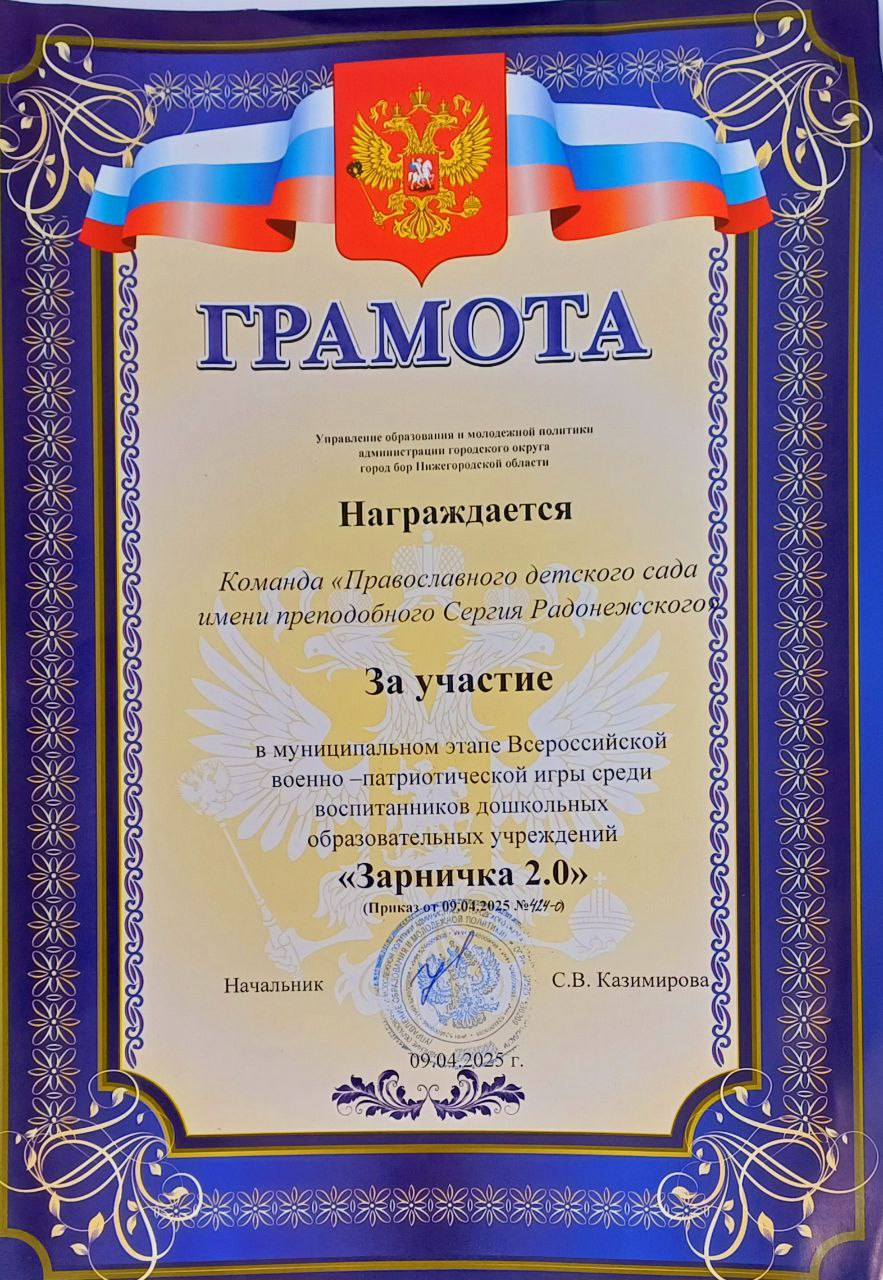 ГРАМОТА
Управление образования и молодежной политики
администрации городского округа
город бор Нижегородской области
Награждается
Команда «Православного детского сада
имени преподобного Сергия Радонежского»
За участие
в муниципальном этапе Всероссийской
военно –патриотической игры среди
воспитанников дошкольных
образовательных учреждений
«Зарничка 2.0»
(Приказ от 09.04.2025 №424-о)
Начальник
С.В. Казимирова
09.04.2025 г.